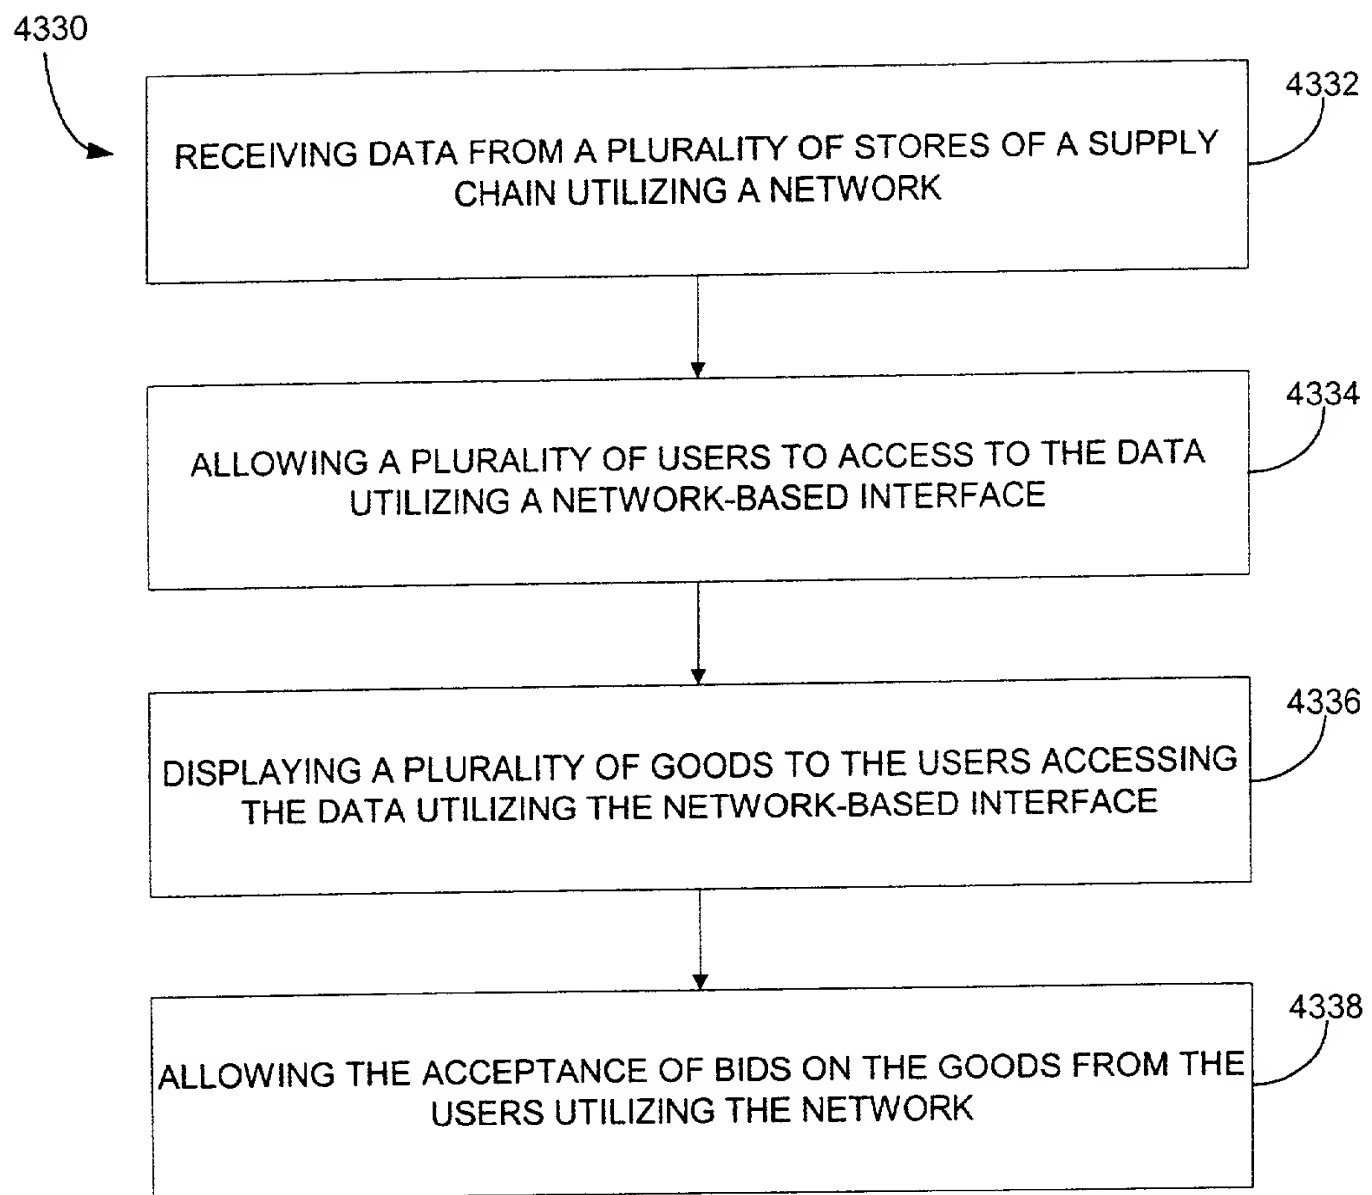 4330
4332
RECEIVING DATA FROM A PLURALITY OF STORES OF A SUPPLY
CHAIN UTILIZING A NETWORK
4334
ALLOWING A PLURALITY OF USERS TO ACCESS TO THE DATA
UTILIZING A NETWORK-BASED INTERFACE
4336
DISPLAYING A PLURALITY OF GOODS TO THE USERS ACCESSING
THE DATA UTILIZING THE NETWORK-BASED INTERFACE
4338
ALLOWING THE ACCEPTANCE OF BIDS ON THE GOODS FROM THE
USERS UTILIZING THE NETWORK